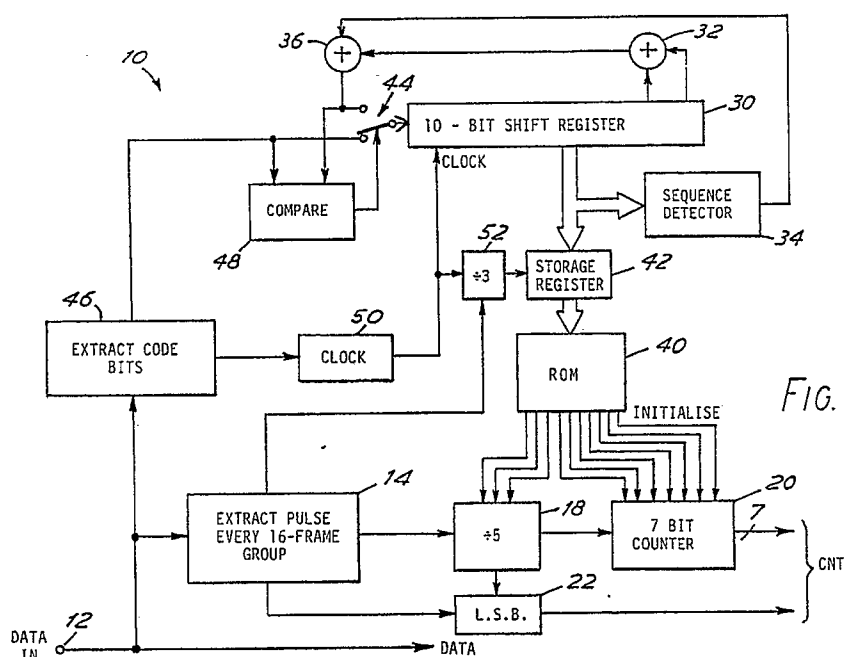 36
+
32
+
10
44
30
10 - BIT SHIFT REGISTER
CLOCK
COMPARE
48
SEQUENCE
DETECTOR
34
52
÷3
STORAGE
REGISTER
42
46
EXTRACT CODE
BITS
50
CLOCK
40
ROM
INITIALISE
FIG.
14
EXTRACT PULSE
EVERY 16-FRAME
GROUP
18
÷5
20
7 BIT
COUNTER
7
CNT
22
L.S.B.
DATA
IN
12
DATA